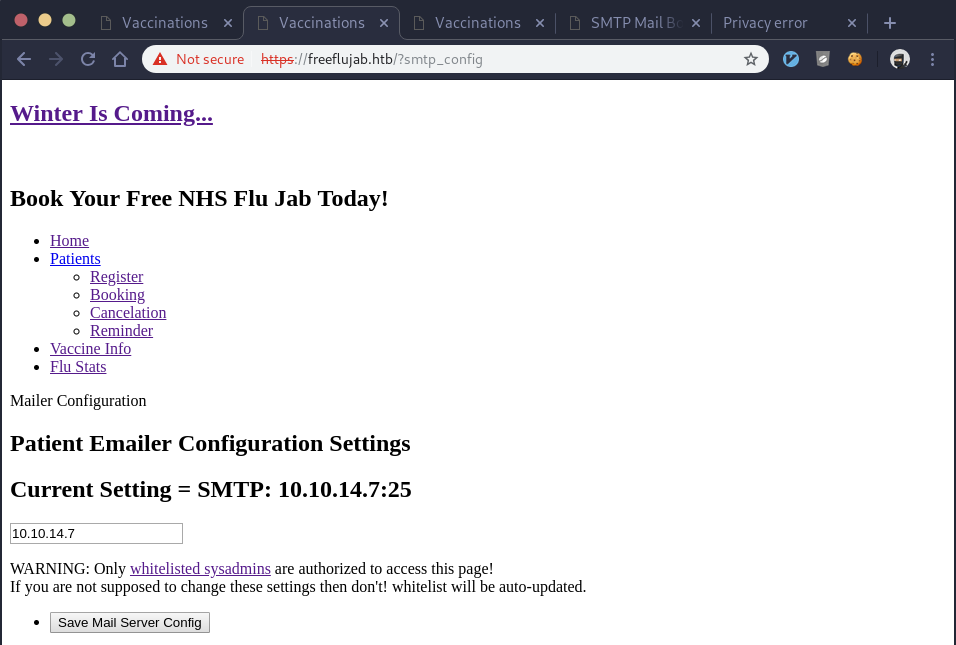 Vaccinations
Vaccinations
Vaccinations
SMTP Mail
Privacy error
Not secure https://freeflujab.htb/?smtp_config
Winter Is Coming...
Book Your Free NHS Flu Jab Today!
Home
Patients
Register
Booking
Cancelation
Reminder
Vaccine Info
Flu Stats
Mailer Configuration
Patient Emailer Configuration Settings
Current Setting = SMTP: 10.10.14.7:25
10.10.14.7
WARNING: Only whitelisted sysadmins are authorized to access this page!
If you are not supposed to change these settings then don't! whitelist will be auto-updated.
Save Mail Server Config